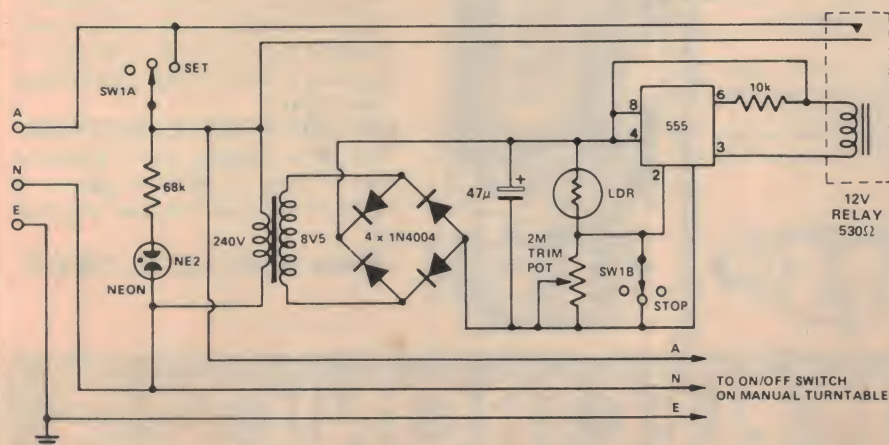 SET
SW1A
A
N
E
68k
NE2
NEON
240V
8V5
4 x 1N4004
47µ
+
LDR
2M
TRIM
POT
SW1B
STOP
8
4
555
6
3
2
10k
12V
RELAY
530Ω
A
N
E
TO ON/OFF SWITCH
ON MANUAL TURNTABLE